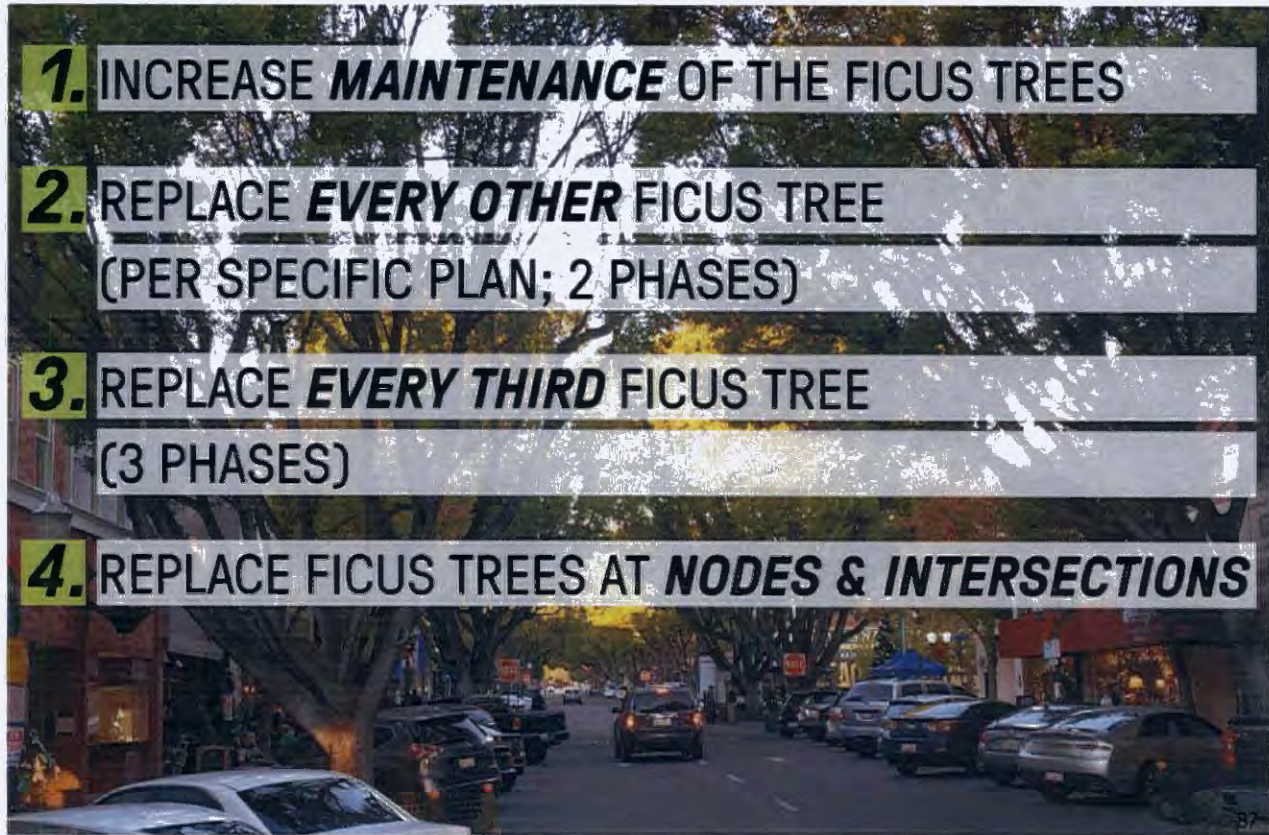 1. INCREASE MAINTENANCE OF THE FICUS TREES
2. REPLACE EVERY OTHER FICUS TREE
(PER SPECIFIC PLAN; 2 PHASES)
3. REPLACE EVERY THIRD FICUS TREE
(3 PHASES)
4. REPLACE FICUS TREES AT NODES & INTERSECTIONS
87